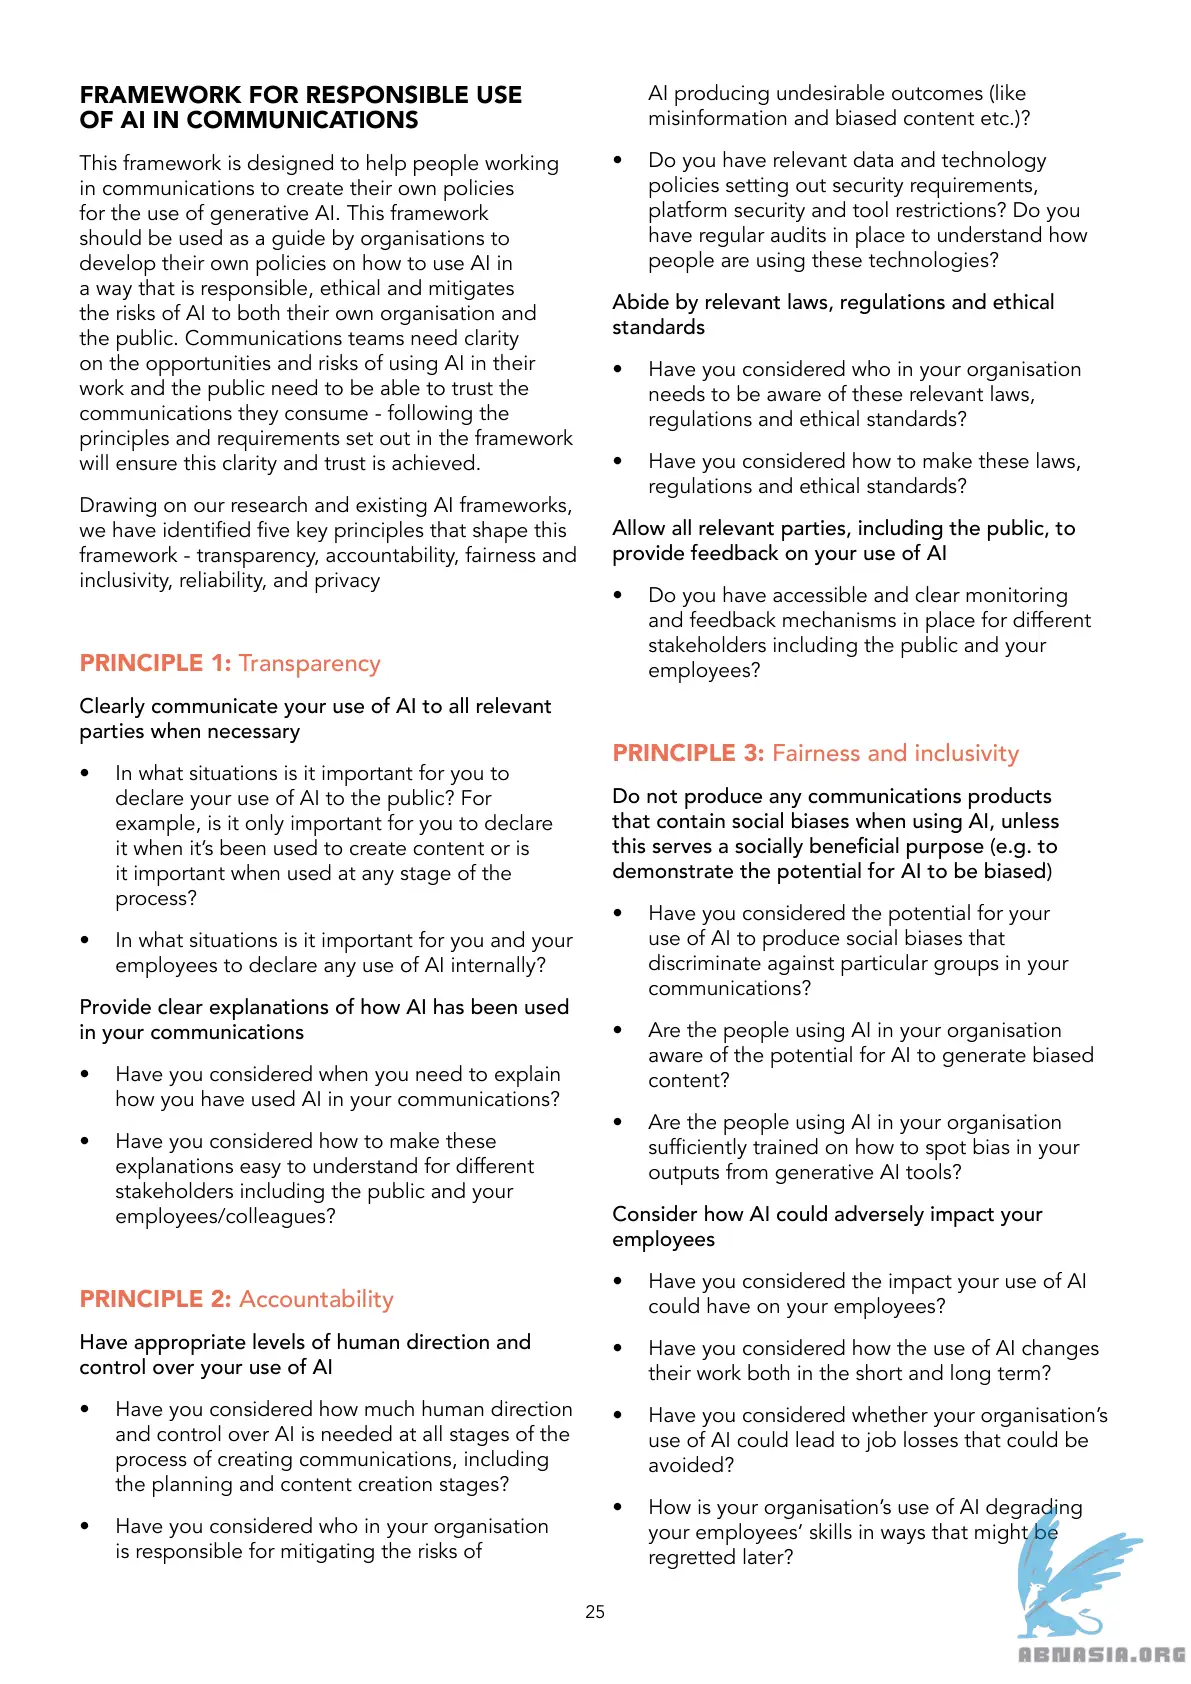 FRAMEWORK FOR RESPONSIBLE USE
OF AI IN COMMUNICATIONS
This framework is designed to help people working
in communications to create their own policies
for the use of generative AI. This framework
should be used as a guide by organisations to
develop their own policies on how to use AI in
a way that is responsible, ethical and mitigates
the risks of AI to both their own organisation and
the public. Communications teams need clarity
on the opportunities and risks of using AI in their
work and the public need to be able to trust the
communications they consume - following the
principles and requirements set out in the framework
will ensure this clarity and trust is achieved.
Drawing on our research and existing AI frameworks,
we have identified five key principles that shape this
framework - transparency, accountability, fairness and
inclusivity, reliability, and privacy
PRINCIPLE 1: Transparency
Clearly communicate your use of AI to all relevant
parties when necessary
• In what situations is it important for you to
declare your use of AI to the public? For
example, is it only important for you to declare
it when it's been used to create content or is
it important when used at any stage of the
process?
• In what situations is it important for you and your
employees to declare any use of AI internally?
Provide clear explanations of how AI has been used
in your communications
• Have you considered when you need to explain
how you have used AI in your communications?
• Have you considered how to make these
explanations easy to understand for different
stakeholders including the public and your
employees/colleagues?
PRINCIPLE 2: Accountability
Have appropriate levels of human direction and
control over your use of AI
• Have you considered how much human direction
and control over AI is needed at all stages of the
process of creating communications, including
the planning and content creation stages?
• Have you considered who in your organisation
is responsible for mitigating the risks of
AI producing undesirable outcomes (like
misinformation and biased content etc.)?
• Do you have relevant data and technology
policies setting out security requirements,
platform security and tool restrictions? Do you
have regular audits in place to understand how
people are using these technologies?
Abide by relevant laws, regulations and ethical
standards
• Have you considered who in your organisation
needs to be aware of these relevant laws,
regulations and ethical standards?
• Have you considered how to make these laws,
regulations and ethical standards?
Allow all relevant parties, including the public, to
provide feedback on your use of AI
• Do you have accessible and clear monitoring
and feedback mechanisms in place for different
stakeholders including the public and your
employees?
PRINCIPLE 3: Fairness and inclusivity
Do not produce any communications products
that contain social biases when using AI, unless
this serves a socially beneficial purpose (e.g. to
demonstrate the potential for AI to be biased)
• Have you considered the potential for your
use of AI to produce social biases that
discriminate against particular groups in your
communications?
• Are the people using AI in your organisation
aware of the potential for AI to generate biased
content?
• Are the people using AI in your organisation
sufficiently trained on how to spot bias in your
outputs from generative AI tools?
Consider how AI could adversely impact your
employees
• Have you considered the impact your use of AI
could have on your employees?
• Have you considered how the use of AI changes
their work both in the short and long term?
• Have you considered whether your organisation's
use of AI could lead to job losses that could be
avoided?
• How is your organisation's use of AI degrading
your employees' skills in ways that might be
regretted later?
25
ABNASIA.ORG